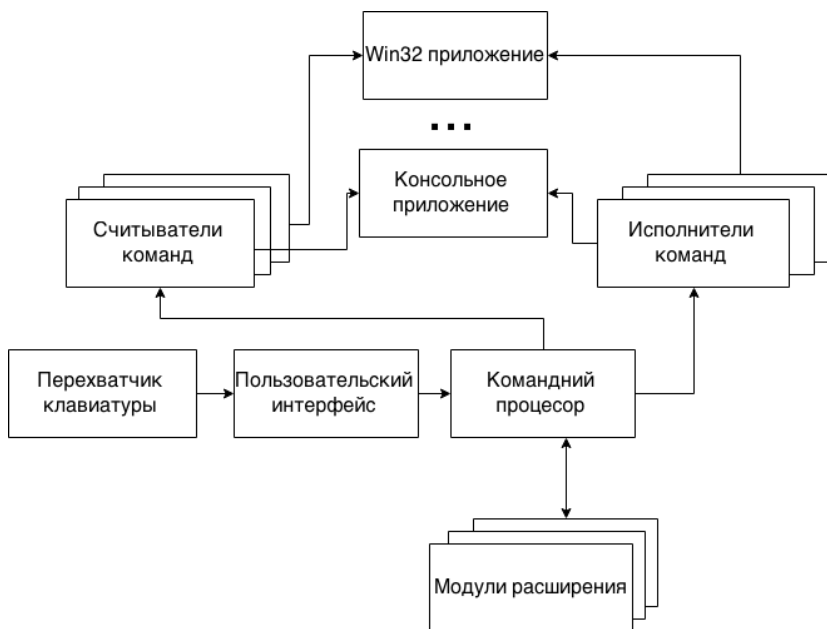 Win32 приложение
...
Консольное
приложение
Считыватели
команд
Исполнители
команд
Перехватчик
клавиатуры
Пользовательский
интерфейс
Командний
процесор
Модули расширения